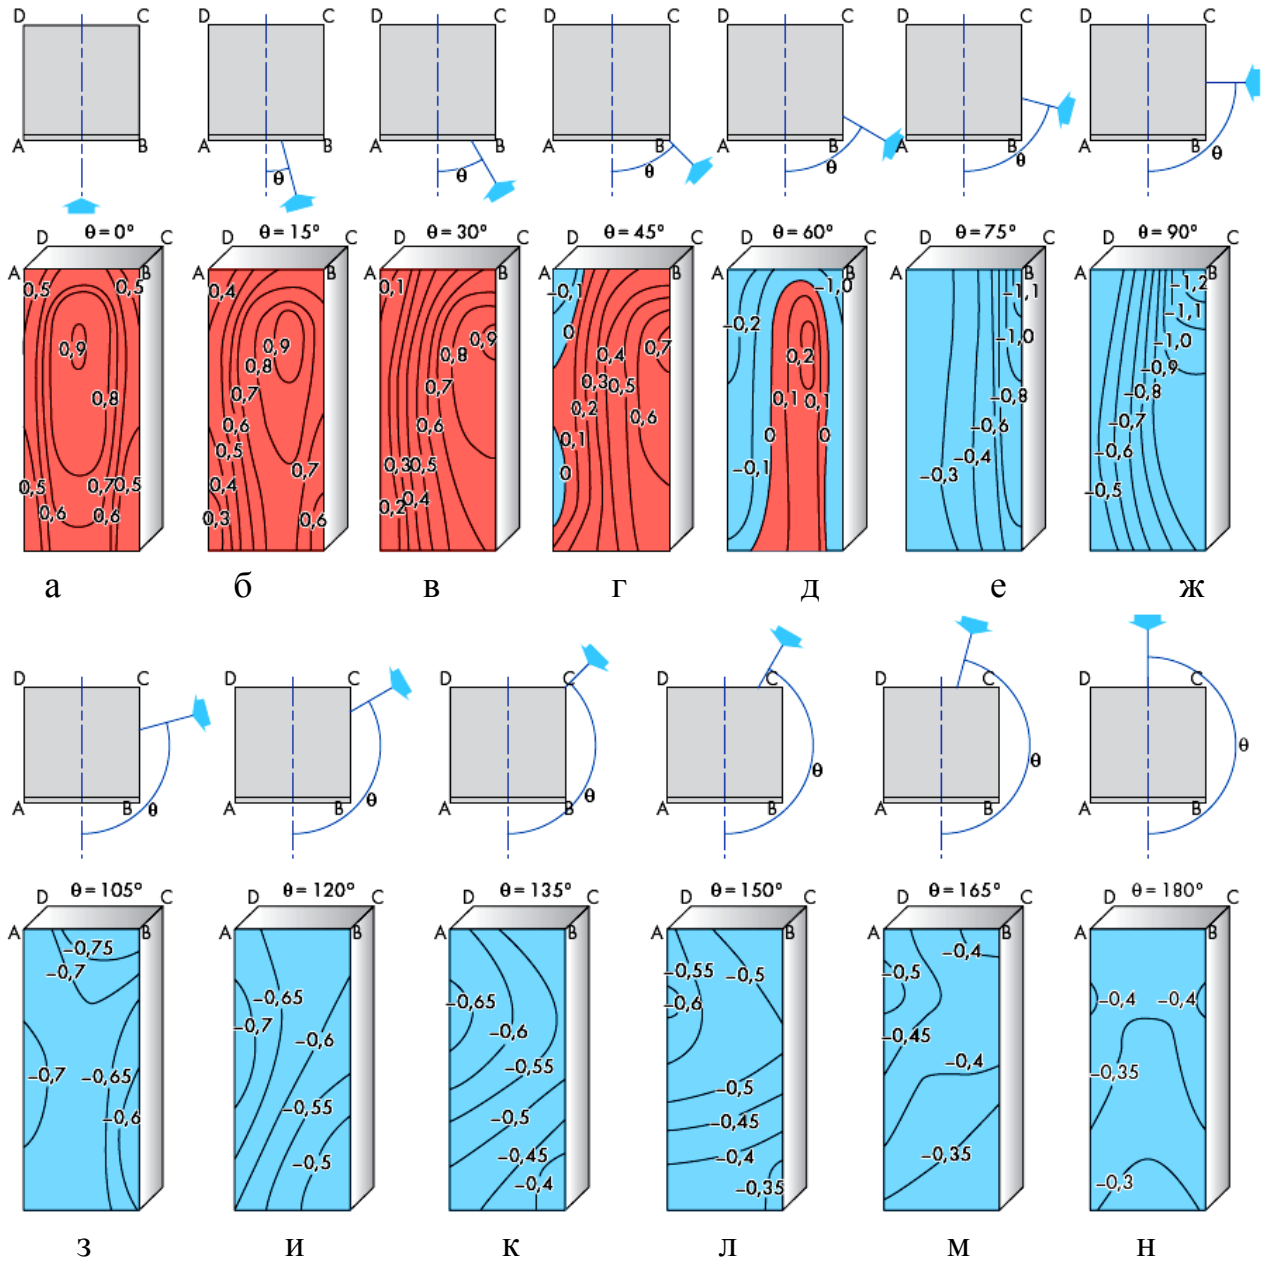 D C D C D C D C D C D C D C
A B A B A B A B A B A B A B
θ θ θ θ θ θ
θ = 0° θ = 15° θ = 30° θ = 45° θ = 60° θ = 75° θ = 90°
D C D C D C D C D C D C D C
A B A B A B A B A B A B A B
0,5 0,5 0,9 0,8 0,5 0,7 0,5 0,6 0,6
0,4 0,9 0,8 0,7 0,6 0,5 0,7 0,4 0,3 0,6
0,1 0,9 0,8 0,7 0,6 0,3 0,5 0,4 0,2
–0,1 0 0,7 0,4 0,3 0,5 0,2 0,6 0,1 0
–1,0 –0,2 0,2 0,1 0,1 0 0 –0,1
–1,1 –1,0 –0,8 –0,6 –0,4 –0,3
–1,2 –1,1 –1,0 –0,9 –0,8 –0,7 –0,6 –0,5
а б в г д е ж
D C D C D C D C D C D C
A B A B A B A B A B A B
θ θ θ θ θ θ
θ = 105° θ = 120° θ = 135° θ = 150° θ = 165° θ = 180°
D C D C D C D C D C D C
A B A B A B A B A B A B
–0,75 –0,7 –0,7 –0,65 –0,6
–0,65 –0,7 –0,6 –0,55 –0,5
–0,65 –0,6 –0,55 –0,5 –0,45 –0,4
–0,55 –0,5 –0,6 –0,5 –0,45 –0,4 –0,35
–0,4 –0,5 –0,45 –0,4 –0,35
–0,4 –0,4 –0,35 –0,3
з и к л м н